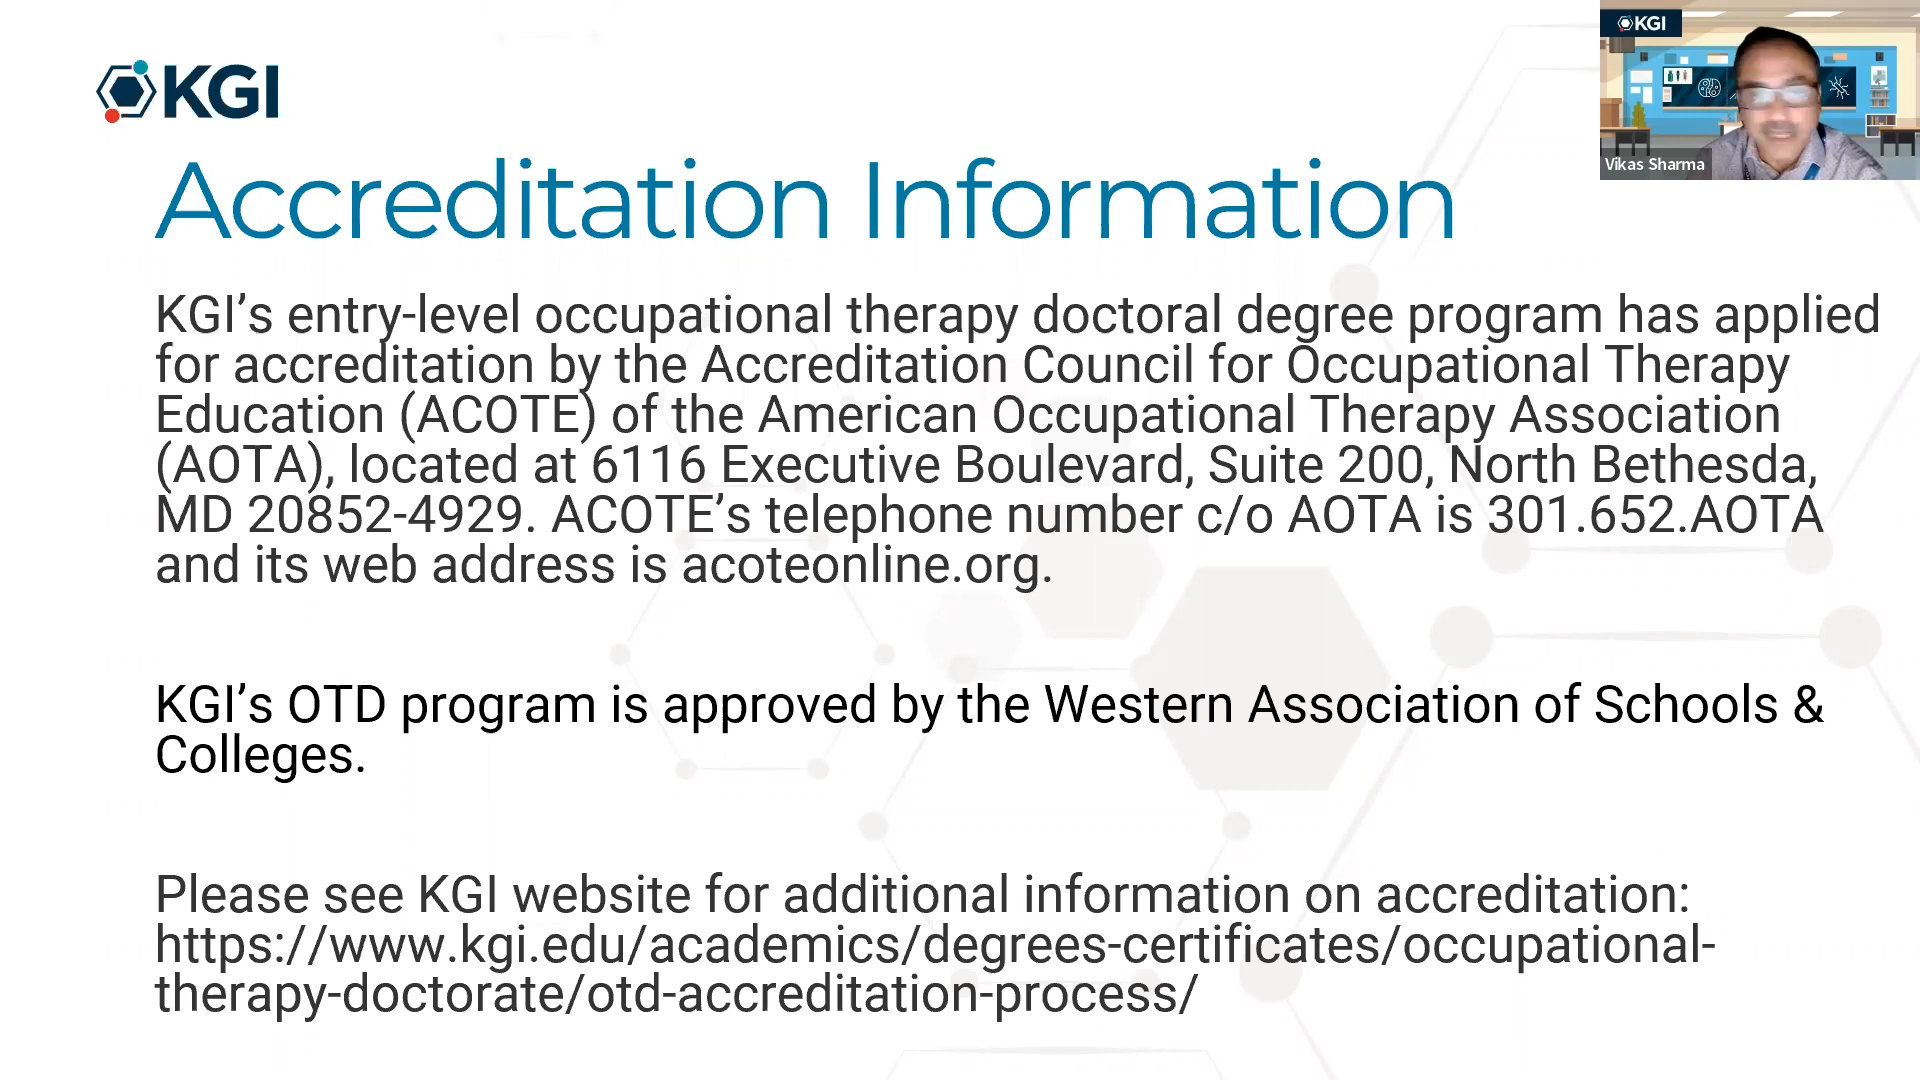 KGI
KGI
Vikas Sharma
Accreditation Information
KGI’s entry-level occupational therapy doctoral degree program has applied
for accreditation by the Accreditation Council for Occupational Therapy
Education (ACOTE) of the American Occupational Therapy Association
(AOTA), located at 6116 Executive Boulevard, Suite 200, North Bethesda,
MD 20852-4929. ACOTE’s telephone number c/o AOTA is 301.652.AOTA
and its web address is acoteonline.org.
KGI’s OTD program is approved by the Western Association of Schools &
Colleges.
Please see KGI website for additional information on accreditation:
https://www.kgi.edu/academics/degrees-certificates/occupational-
therapy-doctorate/otd-accreditation-process/